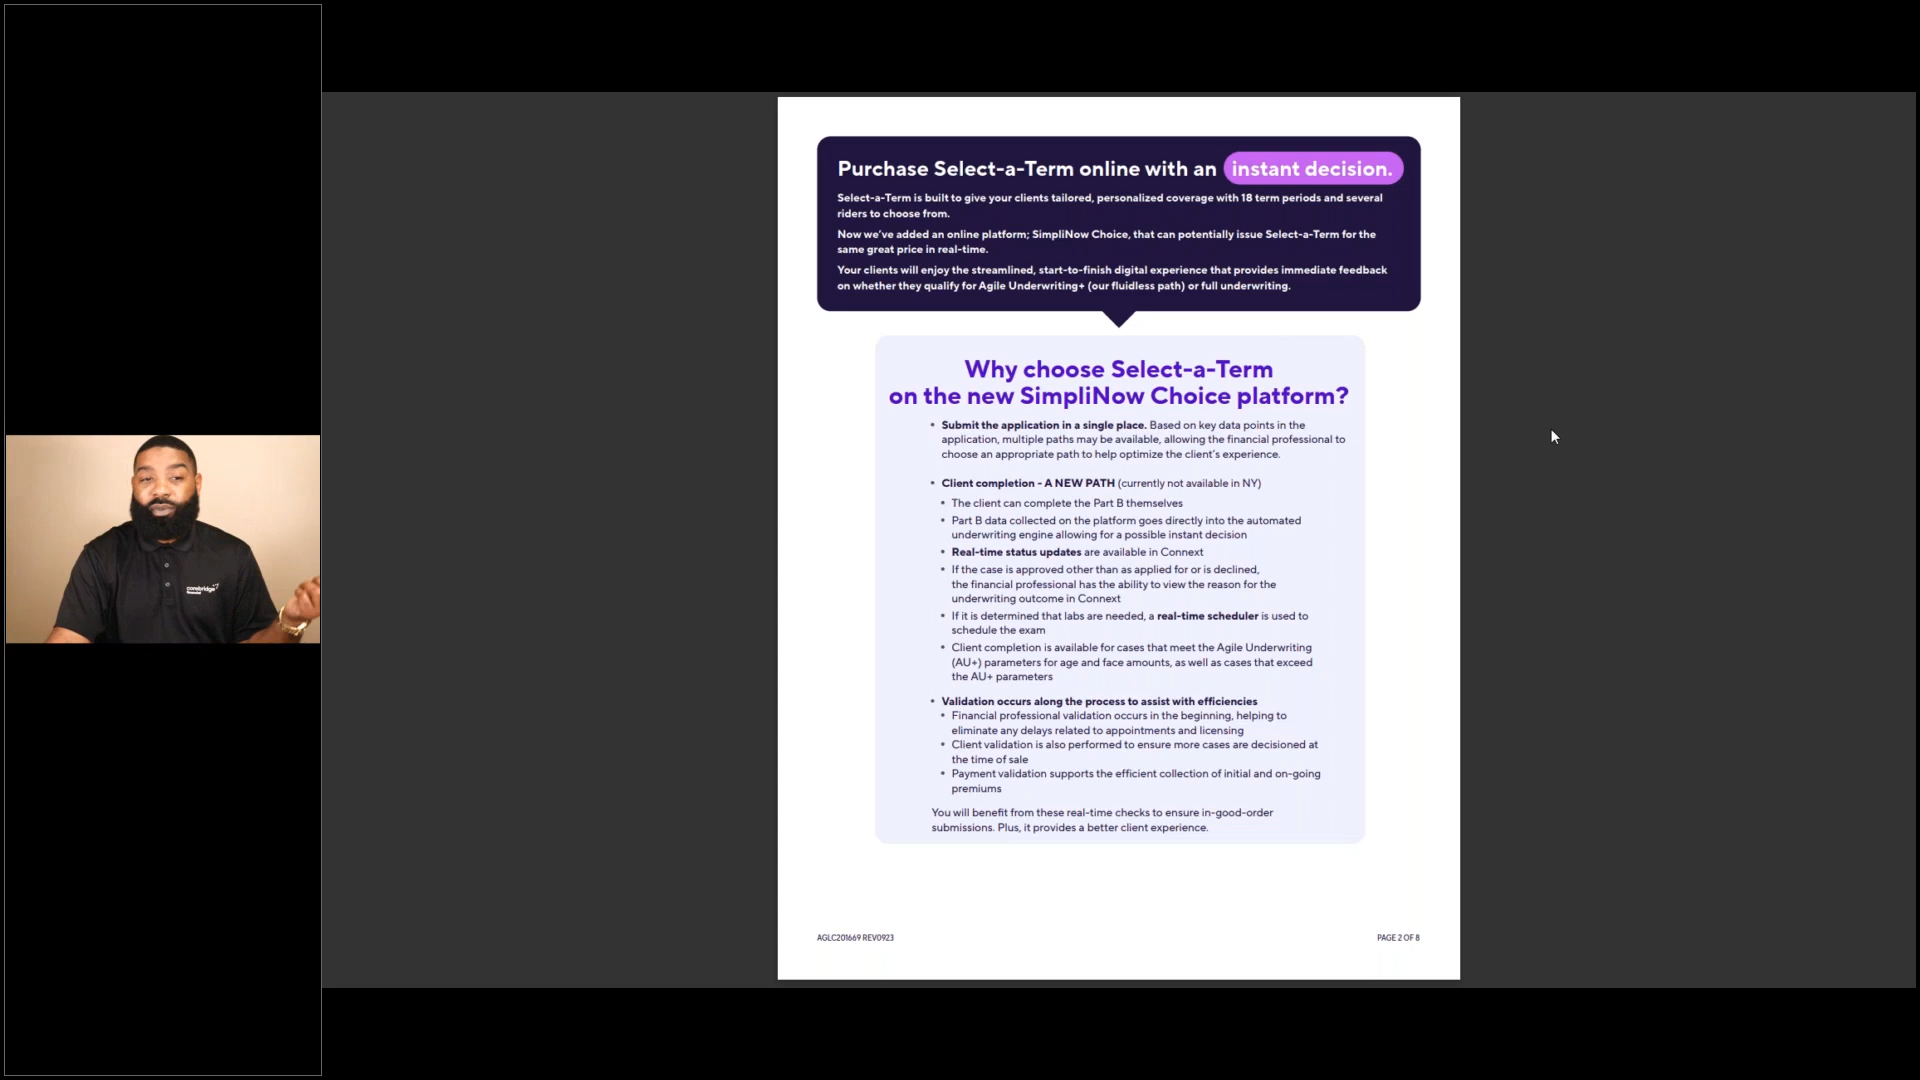 Purchase Select-a-Term online with an instant decision.
Select-a-Term is built to give your clients tailored, personalized coverage with 18 term periods and several
riders to choose from.
Now we've added an online platform; SimpliNow Choice, that can potentially issue Select-a-Term for the
same great price in real-time.
Your clients will enjoy the streamlined, start-to-finish digital experience that provides immediate feedback
on whether they qualify for Agile Underwriting+ (our fluidless path) or full underwriting.
Why choose Select-a-Term
on the new SimpliNow Choice platform?
• Submit the application in a single place. Based on key data points in the
application, multiple paths may be available, allowing the financial professional to
choose an appropriate path to help optimize the client's experience.
• Client completion - A NEW PATH (currently not available in NY)
• The client can complete the Part B themselves
• Part B data collected on the platform goes directly into the automated
underwriting engine allowing for a possible instant decision
• Real-time status updates are available in Connext
• If the case is approved other than as applied for or is declined,
the financial professional has the ability to view the reason for the
underwriting outcome in Connext
• If it is determined that labs are needed, a real-time scheduler is used to
schedule the exam
• Client completion is available for cases that meet the Agile Underwriting
(AU+) parameters for age and face amounts, as well as cases that exceed
the AU+ parameters
• Validation occurs along the process to assist with efficiencies
• Financial professional validation occurs in the beginning, helping to
eliminate any delays related to appointments and licensing
• Client validation is also performed to ensure more cases are decisioned at
the time of sale
• Payment validation supports the efficient collection of initial and on-going
premiums
You will benefit from these real-time checks to ensure in-good-order
submissions. Plus, it provides a better client experience.
AGLC201669 REV0923
PAGE 2 OF 8
corebridge
financial